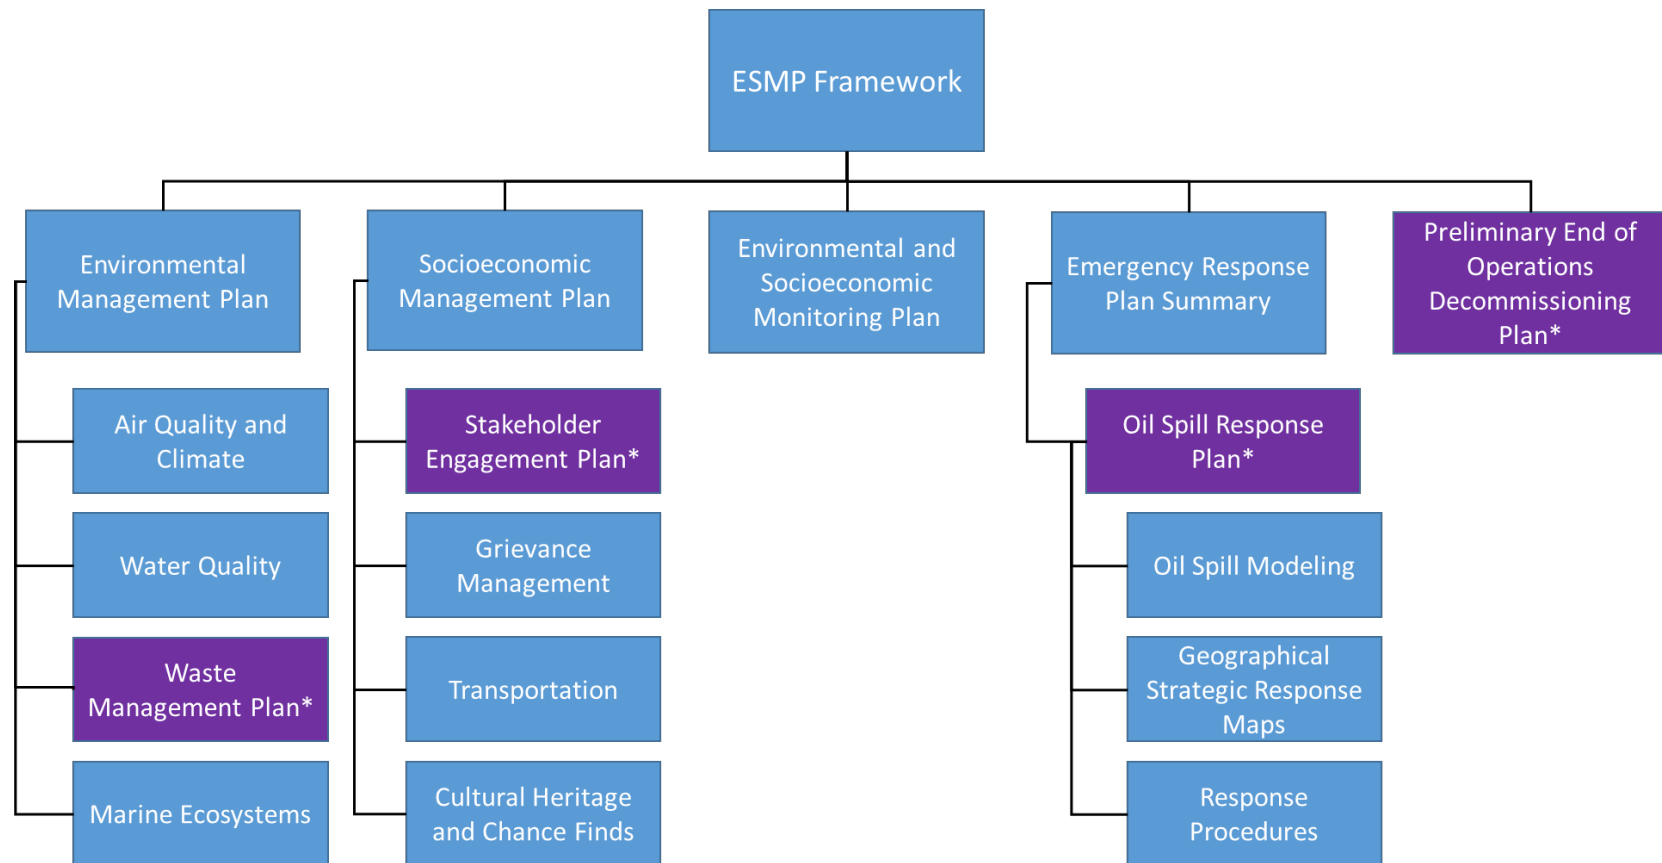 ESMP Framework
Environmental
Management Plan
Socioeconomic
Management Plan
Environmental and
Socioeconomic
Monitoring Plan
Emergency Response
Plan Summary
Preliminary End of
Operations
Decommissioning
Plan*
Air Quality and
Climate
Water Quality
Waste
Management Plan*
Marine Ecosystems
Stakeholder
Engagement Plan*
Grievance
Management
Transportation
Cultural Heritage
and Chance Finds
Oil Spill Response
Plan*
Oil Spill Modeling
Geographical
Strategic Response
Maps
Response
Procedures